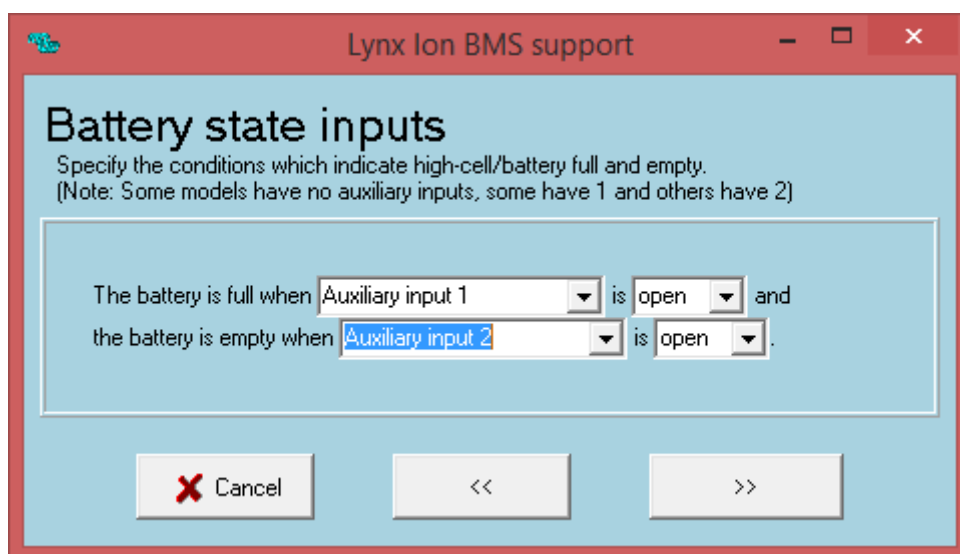 Lynx Ion BMS support
Battery state inputs
Specify the conditions which indicate high-cell/battery full and empty.
(Note: Some models have no auxiliary inputs, some have 1 and others have 2)
The battery is full when Auxiliary input 1 is open and
the battery is empty when Auxiliary input 2 is open .
Cancel << >>